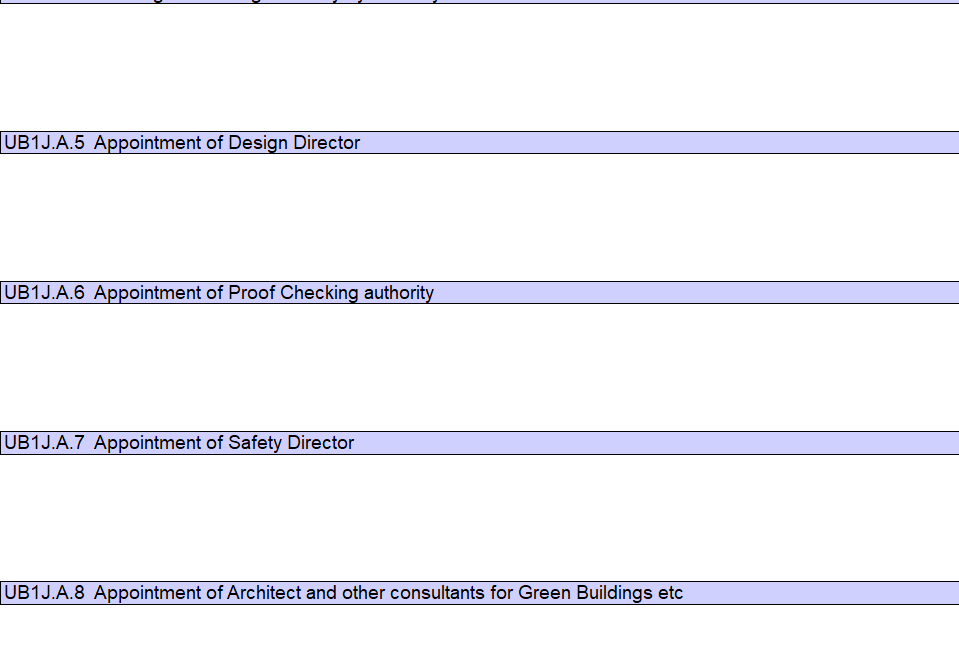 UB1J.A.5 Appointment of Design Director
UB1J.A.6 Appointment of Proof Checking authority
UB1J.A.7 Appointment of Safety Director
UB1J.A.8 Appointment of Architect and other consultants for Green Buildings etc